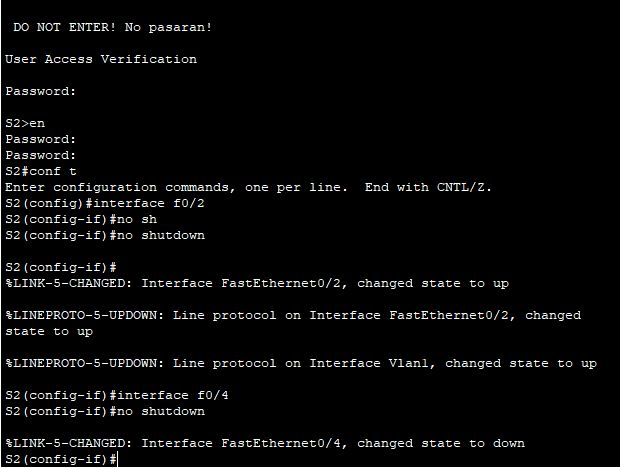 DO NOT ENTER! No pasaran!
User Access Verification
Password:
S2>en
Password:
Password:
S2#conf t
Enter configuration commands, one per line.  End with CNTL/Z.
S2(config)#interface f0/2
S2(config-if)#no sh
S2(config-if)#no shutdown
S2(config-if)#
%LINK-5-CHANGED: Interface FastEthernet0/2, changed state to up
%LINEPROTO-5-UPDOWN: Line protocol on Interface FastEthernet0/2, changed
state to up
%LINEPROTO-5-UPDOWN: Line protocol on Interface Vlan1, changed state to up
S2(config-if)#interface f0/4
S2(config-if)#no shutdown
%LINK-5-CHANGED: Interface FastEthernet0/4, changed state to down
S2(config-if)#